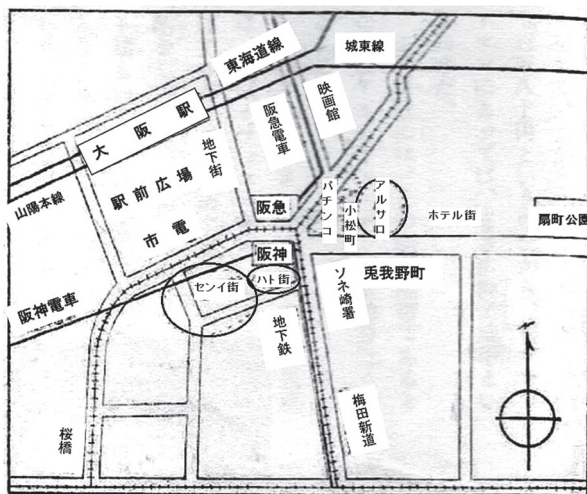 東海道線
城東線
映画館
阪急電車
大阪駅
地下街
駅前広場
山陽本線
市電
阪急
パチンコ
小松町
アルサロ
ホテル街
扇町公園
阪神
兎我野町
センイ街
ハト街
ソネ崎署
阪神電車
地下鉄
梅田新道
桜橋